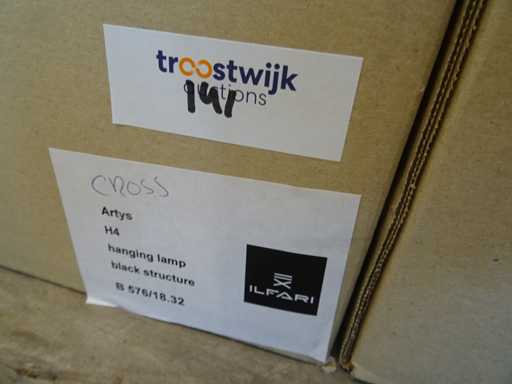 troostwijk
auctions
141
CROSS
Artys
H4
hanging lamp
black structure
B 576/18.32
ILFARI